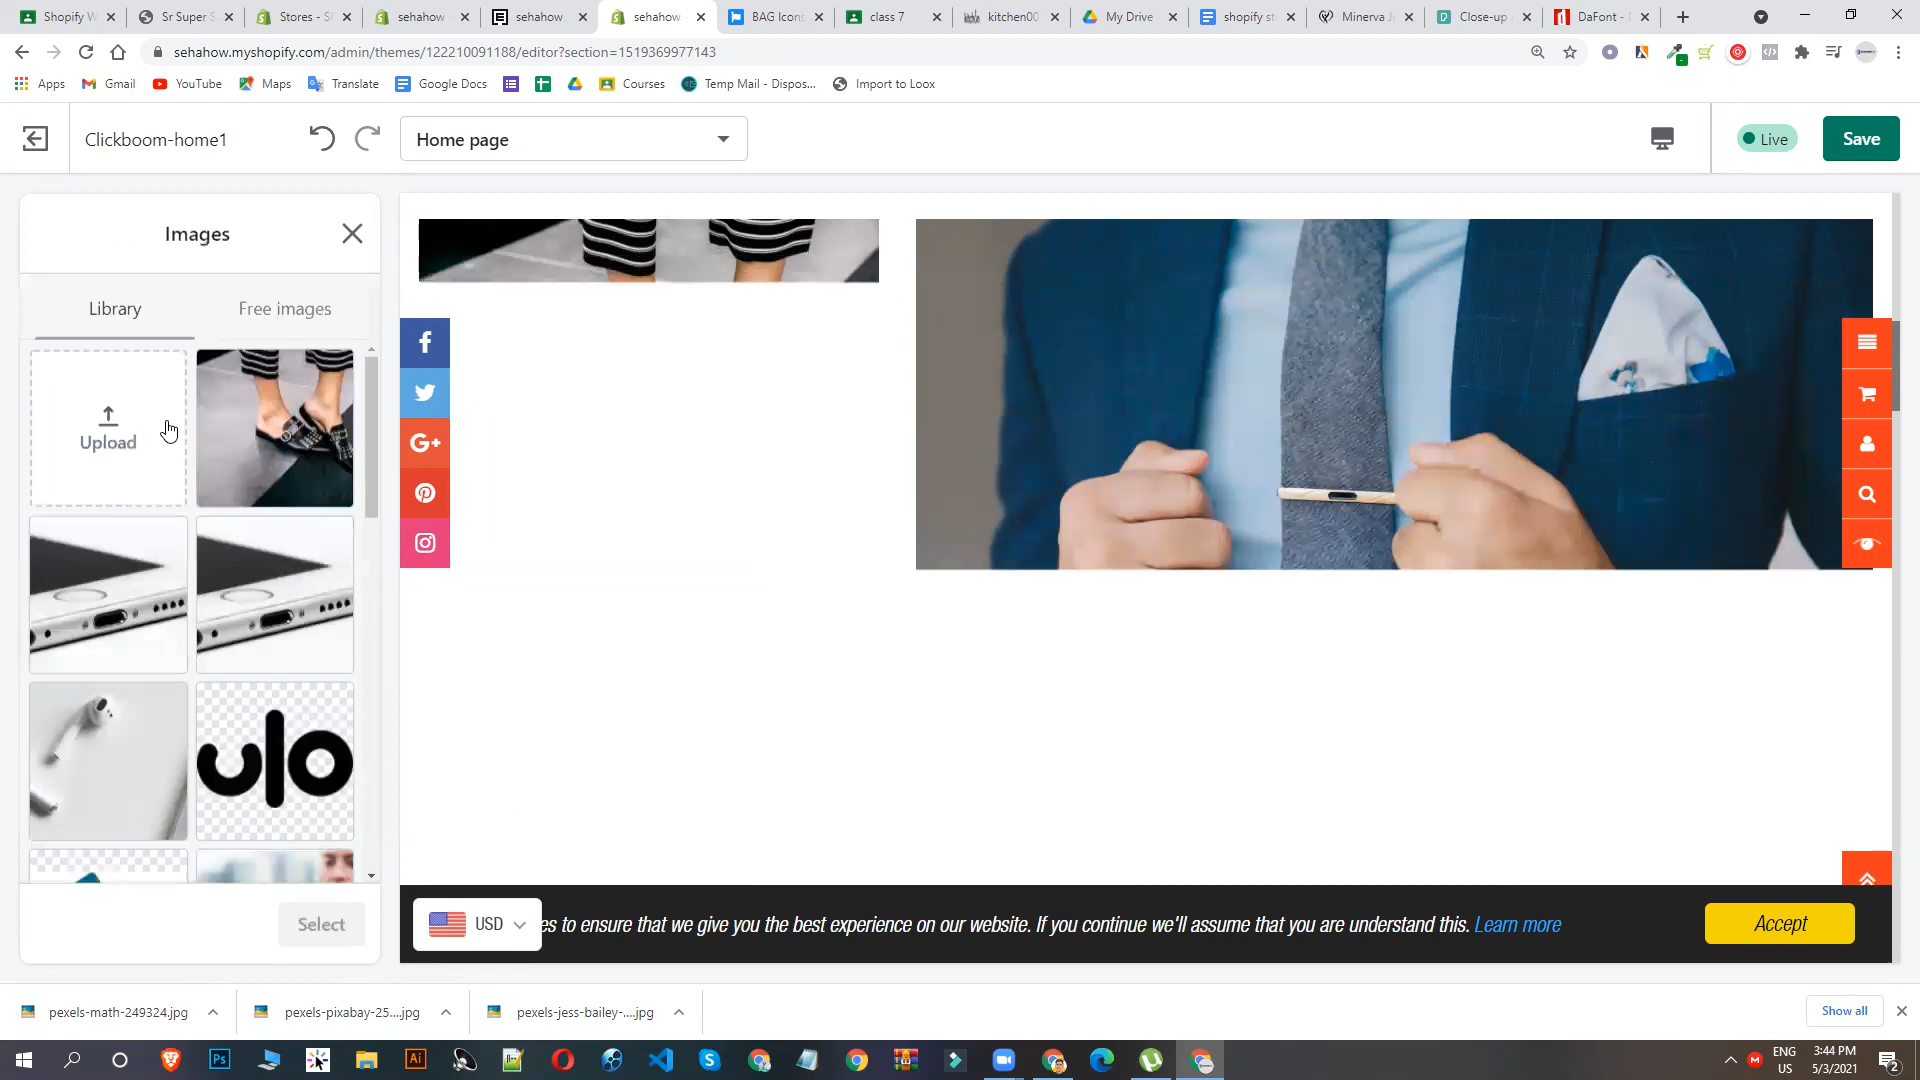 Shopify W
Sr Super S
Stores - S
sehahow -
sehahow
sehahow -
BAG Icons
class 7
kitchen00
My Drive
shopify st
Minerva J
Close-up
DaFont -
sehahow.myshopify.com/admin/themes/122210091188/editor?section=1519369977143
Apps
Gmail
YouTube
Maps
Translate
Google Docs
Courses
Temp Mail - Dispos...
Import to Loox
Clickboom-home1
Home page
Live
Save
Images
Library
Free images
Upload
ulo
Select
USD
es to ensure that we give you the best experience on our website. If you continue we'll assume that you are understand this. Learn more
Accept
pexels-math-249324.jpg
pexels-pixabay-25....jpg
pexels-jess-bailey-....jpg
Show all
ENG
US
3:44 PM
5/3/2021
2